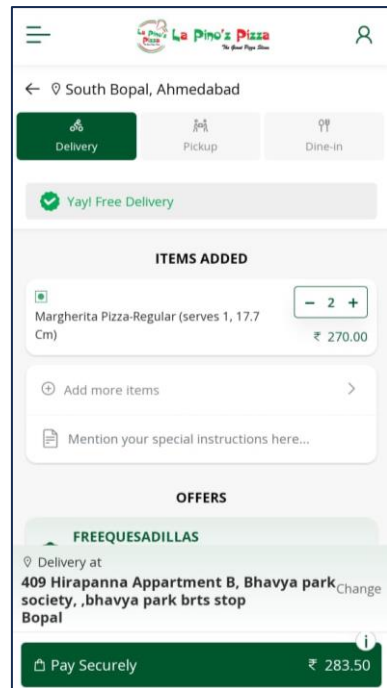 La Pino'z Pizza
La Pino'z Pizza
The Great Pizza Store
South Bopal, Ahmedabad
Delivery
Pickup
Dine-in
Yay! Free Delivery
ITEMS ADDED
Margherita Pizza-Regular (serves 1, 17.7
Cm)
− 2 +
₹ 270.00
Add more items
Mention your special instructions here...
OFFERS
FREEQUESADILLAS
Delivery at
409 Hirapanna Appartment B, Bhavya park
society, ,bhavya park brts stop
Bopal
Change
i
Pay Securely
₹ 283.50